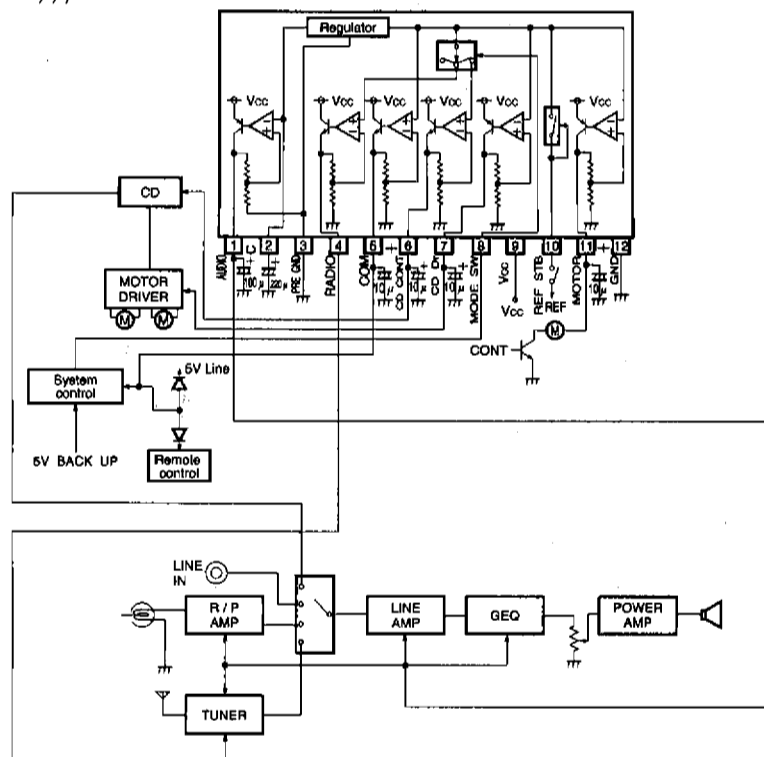 Regulator
Vcc Vcc Vcc Vcc Vcc Vcc
1 2 3 4 5 6 7 8 9 10 11 12
AUDIO
C
100μ
220μ
PRE GND
RADIO
COM
10μ
CD CONT
10μ
CD Dr
10μ
MODE SW
Vcc
Vcc
REF STB
REF
MOTOR
10μ
GND
CD
MOTOR DRIVER
M M
M
CONT
System control
5V Line
5V BACK UP
Remote control
LINE IN
R / P AMP
LINE AMP
GEQ
POWER AMP
TUNER